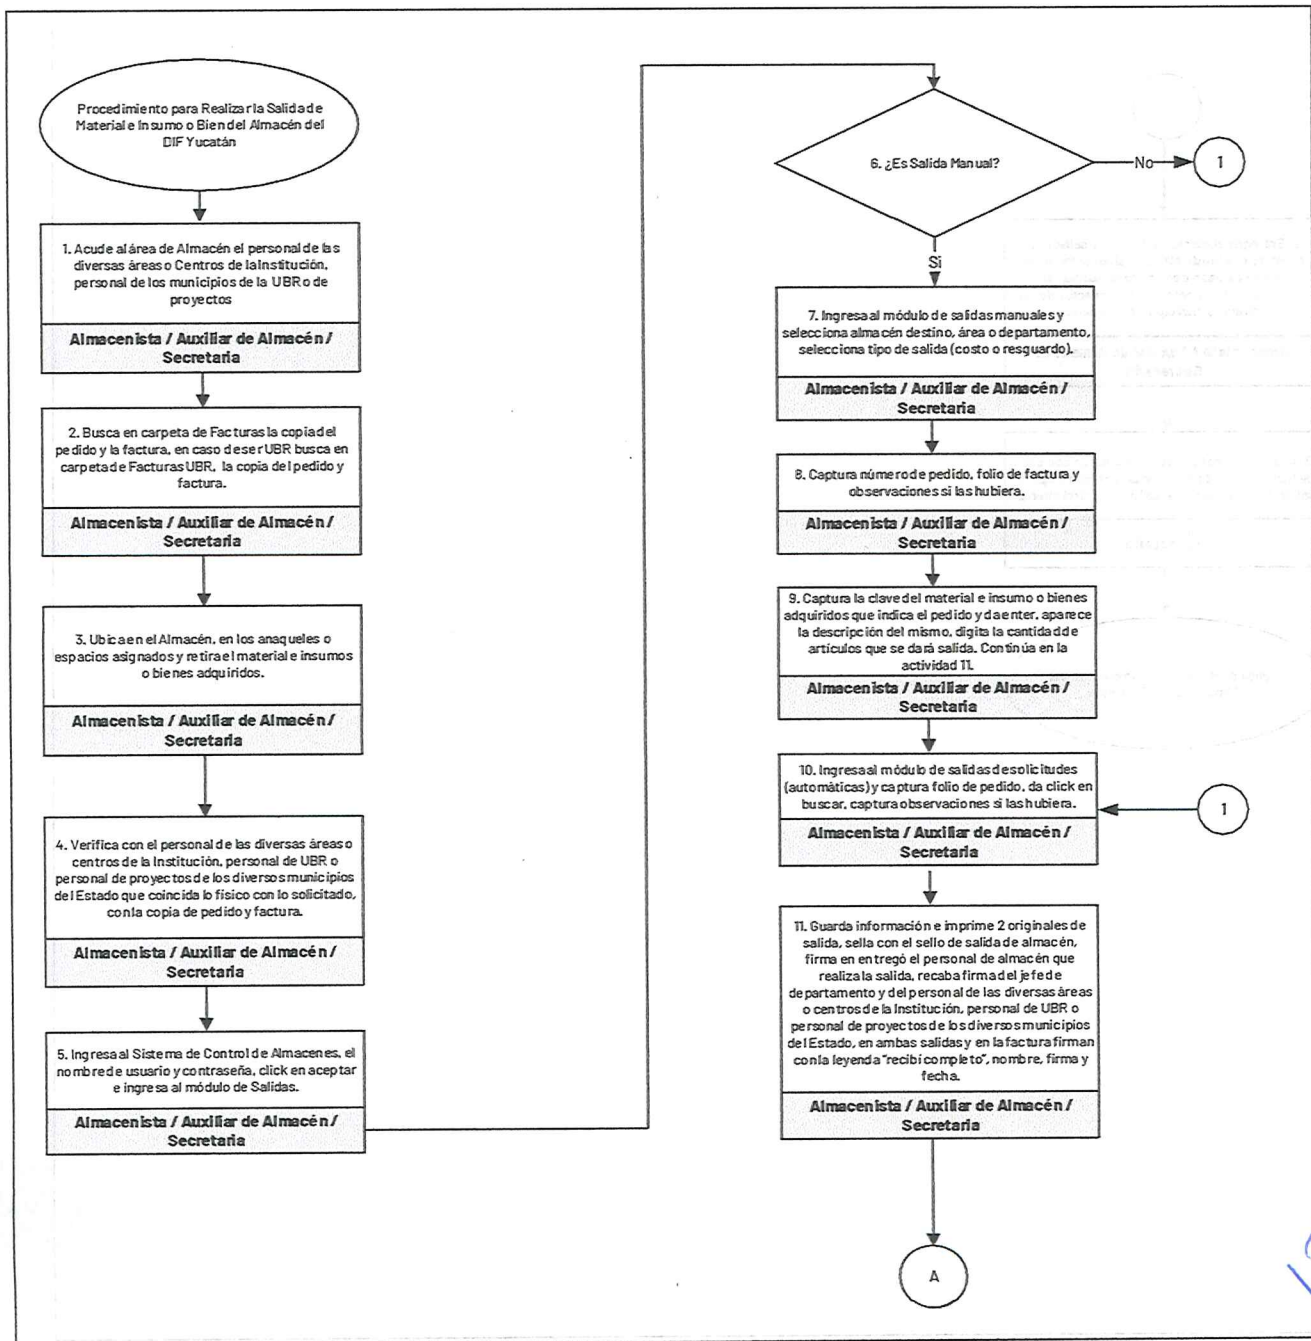 Procedimiento para Realizar la Salida de
Material e Insumo o Bien del Almacén del
DIF Yucatán
1. Acude al área de Almacén el personal de las
diversas áreas o Centros de la Institución,
personal de los municipios de la UBR o de
proyectos
Almacenista / Auxiliar de Almacén /
Secretaria
2. Busca en carpeta de Facturas la copia del
pedido y la factura, en caso de ser UBR busca en
carpeta de Facturas UBR, la copia del pedido y
factura.
Almacenista / Auxiliar de Almacén /
Secretaria
3. Ubica en el Almacén, en los anaqueles o
espacios asignados y retira el material e insumos
o bienes adquiridos.
Almacenista / Auxiliar de Almacén /
Secretaria
4. Verifica con el personal de las diversas áreas o
centros de la Institución, personal de UBR o
personal de proyectos de los diversos municipios
del Estado que coincida lo físico con lo solicitado,
con la copia de pedido y factura.
Almacenista / Auxiliar de Almacén /
Secretaria
5. Ingresa al Sistema de Control de Almacenes, el
nombre de usuario y contraseña, click en aceptar
e ingresa al módulo de Salidas.
Almacenista / Auxiliar de Almacén /
Secretaria
6. ¿Es Salida Manual?
No
1
Si
7. Ingresa al módulo de salidas manuales y
selecciona almacén destino, área o departamento,
selecciona tipo de salida (costo o resguardo).
Almacenista / Auxiliar de Almacén /
Secretaria
8. Captura número de pedido, folio de factura y
observaciones si las hubiera.
Almacenista / Auxiliar de Almacén /
Secretaria
9. Captura la clave del material e insumo o bienes
adquiridos que indica el pedido y da enter, aparece
la descripción del mismo, digita la cantidad de
artículos que se dará salida. Continúa en la
actividad 11.
Almacenista / Auxiliar de Almacén /
Secretaria
10. Ingresa al módulo de salidas de solicitudes
(automáticas) y captura folio de pedido, da click en
buscar, captura observaciones si las hubiera.
Almacenista / Auxiliar de Almacén /
Secretaria
1
11. Guarda información e imprime 2 originales de
salida, sella con el sello de salida de almacén,
firma en entregó el personal de almacén que
realiza la salida, recaba firma del jefe de
departamento y del personal de las diversas áreas
o centros de la Institución, personal de UBR o
personal de proyectos de los diversos municipios
del Estado, en ambas salidas y en la factura firman
con la leyenda "recibí completo", nombre, firma y
fecha.
Almacenista / Auxiliar de Almacén /
Secretaria
A